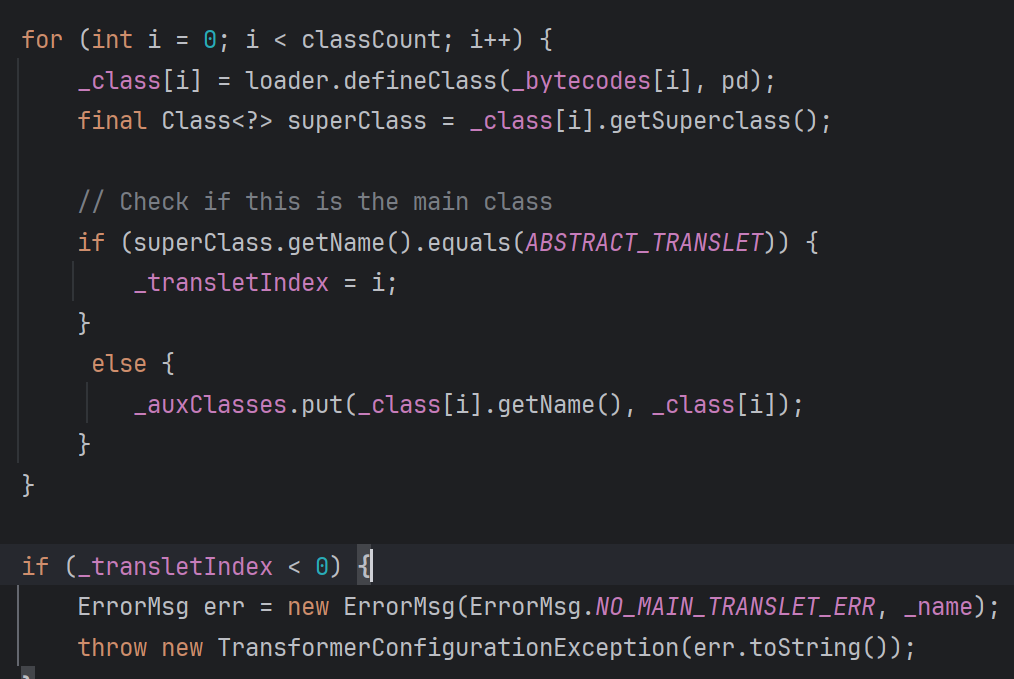 for (int i = 0; i < classCount; i++) {
    _class[i] = loader.defineClass(_bytecodes[i], pd);
    final Class<?> superClass = _class[i].getSuperclass();

    // Check if this is the main class
    if (superClass.getName().equals(ABSTRACT_TRANSLET)) {
        _transletIndex = i;
    }
     else {
        _auxClasses.put(_class[i].getName(), _class[i]);
    }
}

if (_transletIndex < 0) {
    ErrorMsg err = new ErrorMsg(ErrorMsg.NO_MAIN_TRANSLET_ERR, _name);
    throw new TransformerConfigurationException(err.toString());
}